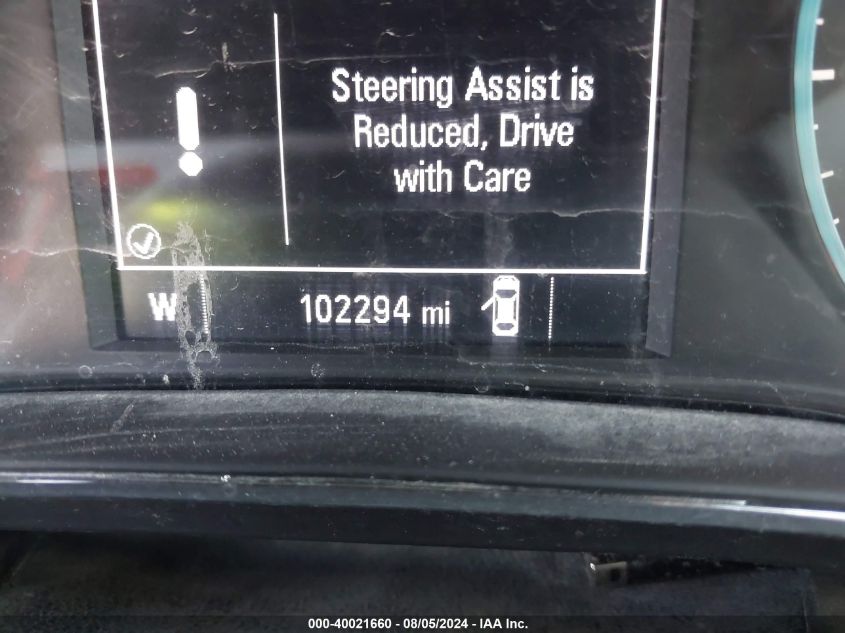 Steering Assist is
Reduced, Drive
with Care
W 102294 mi
000-40021660 - 08/05/2024 - IAA Inc.